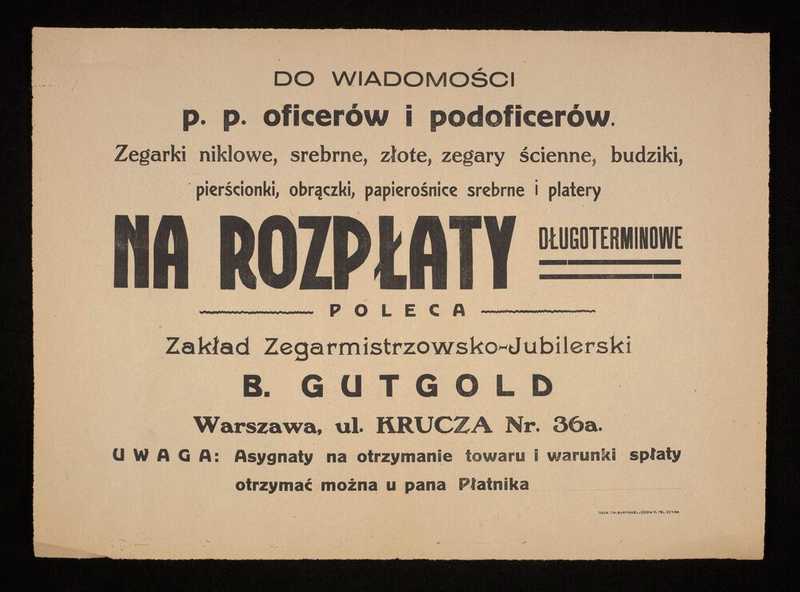 DO WIADOMOŚCI
p. p. oficerów i podoficerów.
Zegarki niklowe, srebrne, złote, zegary ścienne, budziki,
pierścionki, obrączki, papierośnice srebrne i platery
NA ROZPŁATY DŁUGOTERMINOWE
POLECA
Zakład Zegarmistrzowsko-Jubilerski
B. GUTGOLD
Warszawa, ul. KRUCZA Nr. 36a.
UWAGA: Asygnaty na otrzymanie towaru i warunki spłaty
otrzymać można u pana Płatnika